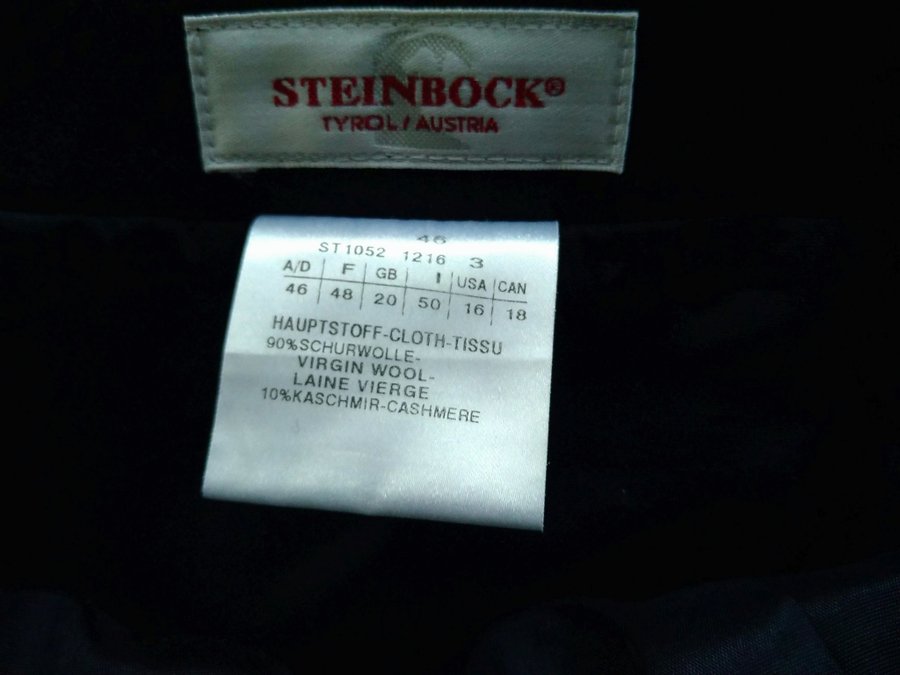 STEINBOCK®
TYROL / AUSTRIA
46
ST1052 1216 3
A/D F GB I USA CAN
46 48 20 50 16 18
HAUPTSTOFF-CLOTH-TISSU
90%SCHURWOLLE-
VIRGIN WOOL-
LAINE VIERGE
10%KASCHMIR-CASHMERE